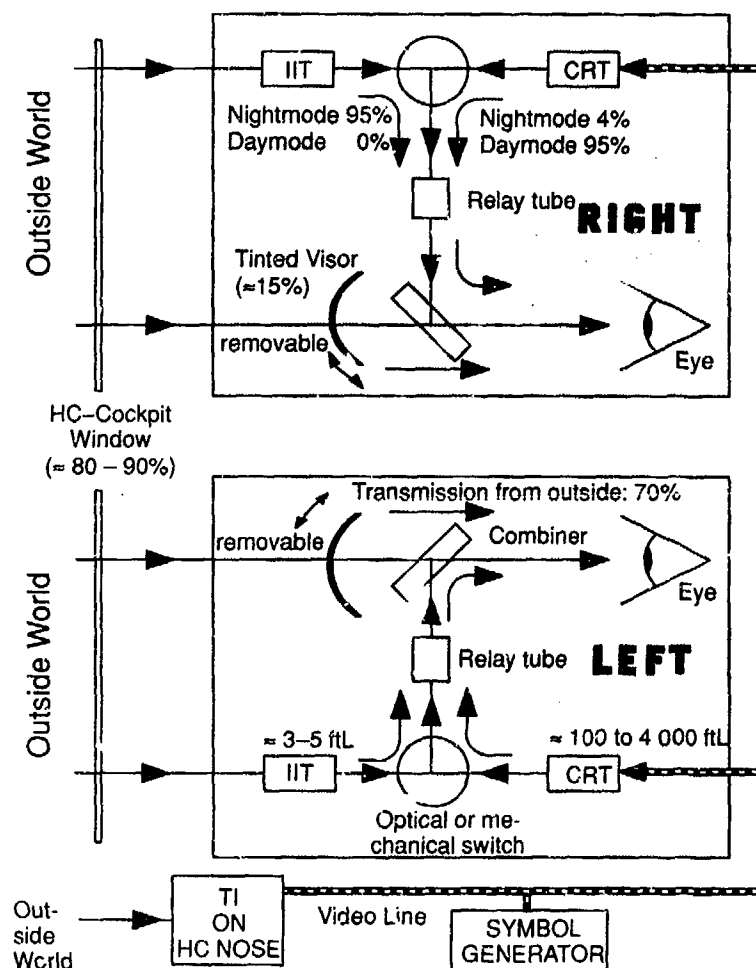 Outside World
IIT
CRT
Nightmode 95%
Daymode 0%
Nightmode 4%
Daymode 95%
Relay tube
RIGHT
Tinted Visor
(≈15%)
removable
Eye
HC–Cockpit
Window
(≈ 80 – 90%)
Transmission from outside: 70%
removable
Combiner
Eye
Outside World
Relay tube
LEFT
≈ 3–5 ftL
≈ 100 to 4 000 ftL
IIT
CRT
Optical or me-
chanical switch
Out-
side
World
TI
ON
HC NOSE
Video Line
SYMBOL
GENERATOR